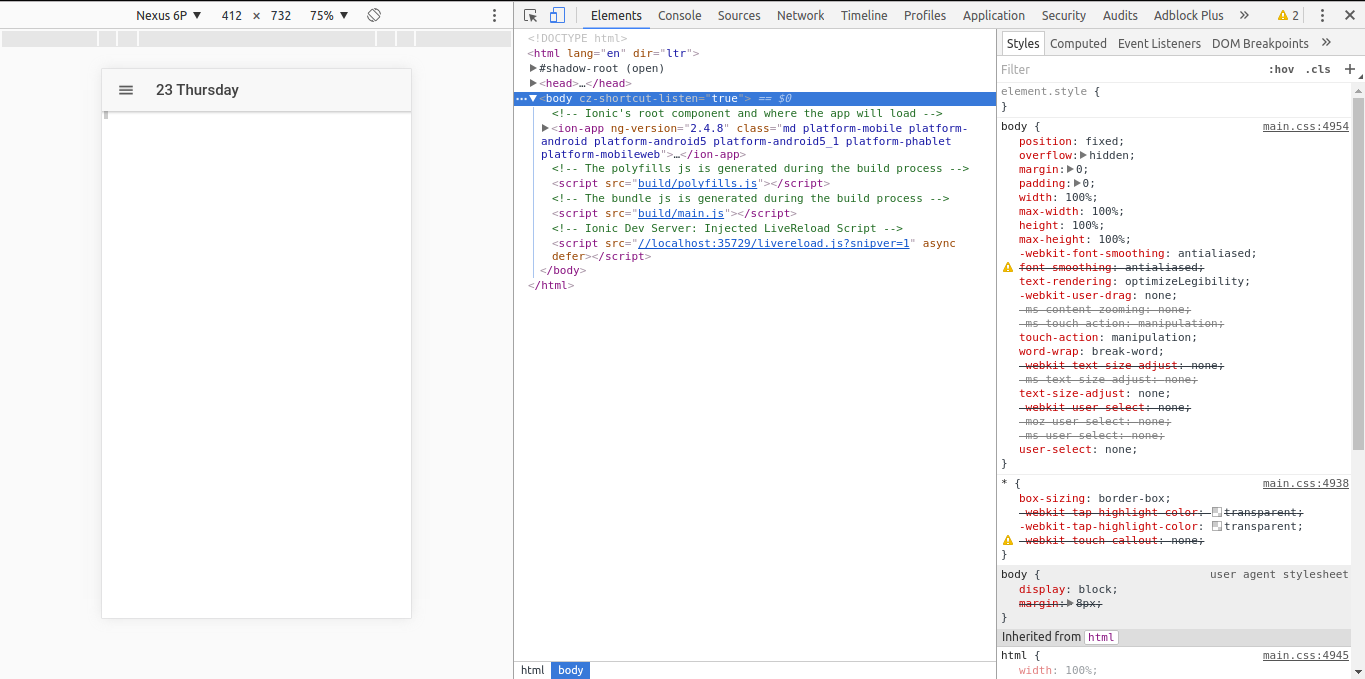 Nexus 6P ▼ 412 × 732 75% ▼
Elements Console Sources Network Timeline Profiles Application Security Audits Adblock Plus » 2
23 Thursday
<!DOCTYPE html>
<html lang="en" dir="ltr">
▶#shadow-root (open)
▶<head>…</head>
…▼<body cz-shortcut-listen="true"> == $0
<!-- Ionic's root component and where the app will load -->
▶<ion-app ng-version="2.4.8" class="md platform-mobile platform-
android platform-android5 platform-android5_1 platform-phablet
platform-mobileweb">…</ion-app>
<!-- The polyfills js is generated during the build process -->
<script src="build/polyfills.js"></script>
<!-- The bundle js is generated during the build process -->
<script src="build/main.js"></script>
<!-- Ionic Dev Server: Injected LiveReload Script -->
<script src="//localhost:35729/livereload.js?snipver=1" async
defer></script>
</body>
</html>
html body
Styles Computed Event Listeners DOM Breakpoints »
Filter :hov .cls +
element.style {
}
body { main.css:4954
position: fixed;
overflow:▶hidden;
margin:▶0;
padding:▶0;
width: 100%;
max-width: 100%;
height: 100%;
max-height: 100%;
-webkit-font-smoothing: antialiased;
font-smoothing: antialiased;
text-rendering: optimizeLegibility;
-webkit-user-drag: none;
-ms-content-zooming: none;
-ms-touch-action: manipulation;
touch-action: manipulation;
word-wrap: break-word;
-webkit-text-size-adjust: none;
-ms-text-size-adjust: none;
text-size-adjust: none;
-webkit-user-select: none;
-moz-user-select: none;
-ms-user-select: none;
user-select: none;
}
* { main.css:4938
box-sizing: border-box;
-webkit-tap-highlight-color: transparent;
-webkit-tap-highlight-color: transparent;
-webkit-touch-callout: none;
}
body { user agent stylesheet
display: block;
margin:▶8px;
}
Inherited from html
html { main.css:4945
width: 100%;